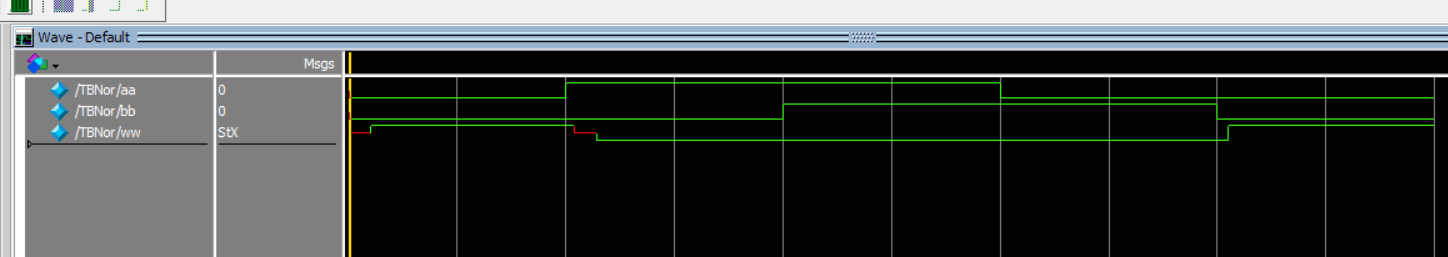 Wave - Default
Msgs
/TBNor/aa 0
/TBNor/bb 0
/TBNor/ww StX